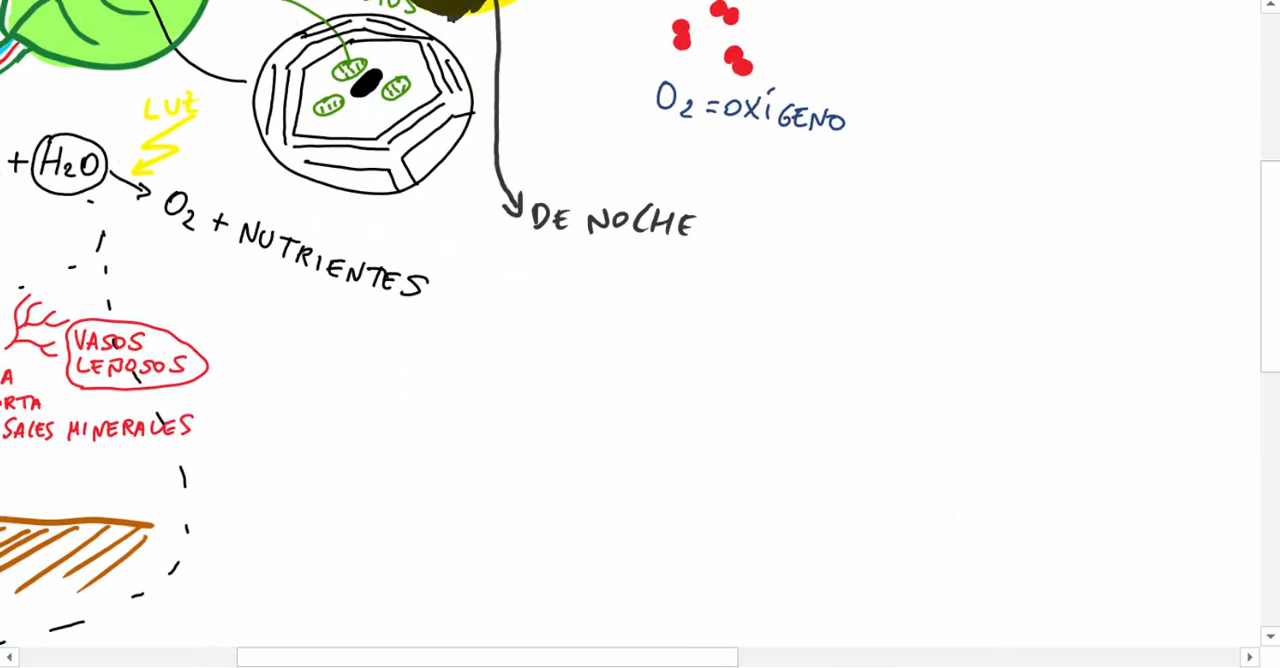 LUZ
O2 = OXÍGENO
+ H2O → O2 + NUTRIENTES
DE NOCHE
VASOS
LEÑOSOS
SALES MINERALES